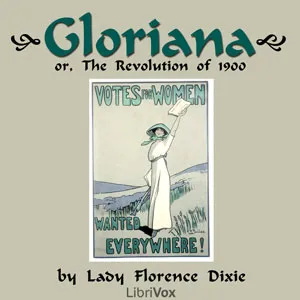 Gloriana
or, The Revolution of 1900
VOTES FOR WOMEN
WANTED
EVERYWHERE!
by Lady Florence Dixie
LibriVox